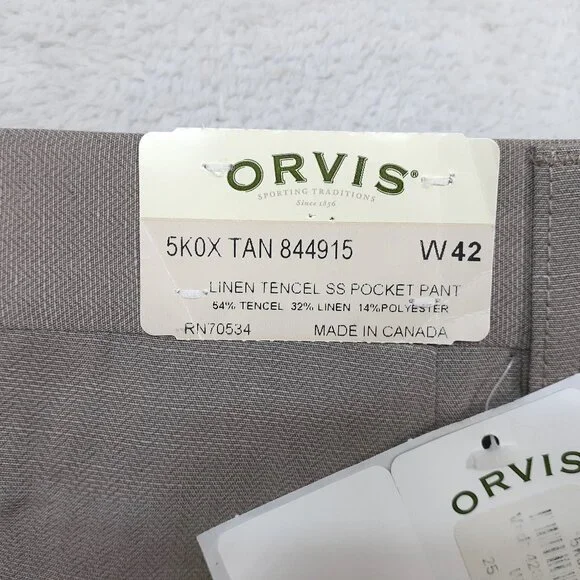 ORVIS®
SPORTING TRADITIONS
Since 1856
5K0X TAN 844915 W 42
LINEN TENCEL SS POCKET PANT
54% TENCEL 32% LINEN 14%POLYESTER
RN70534 MADE IN CANADA
ORVIS